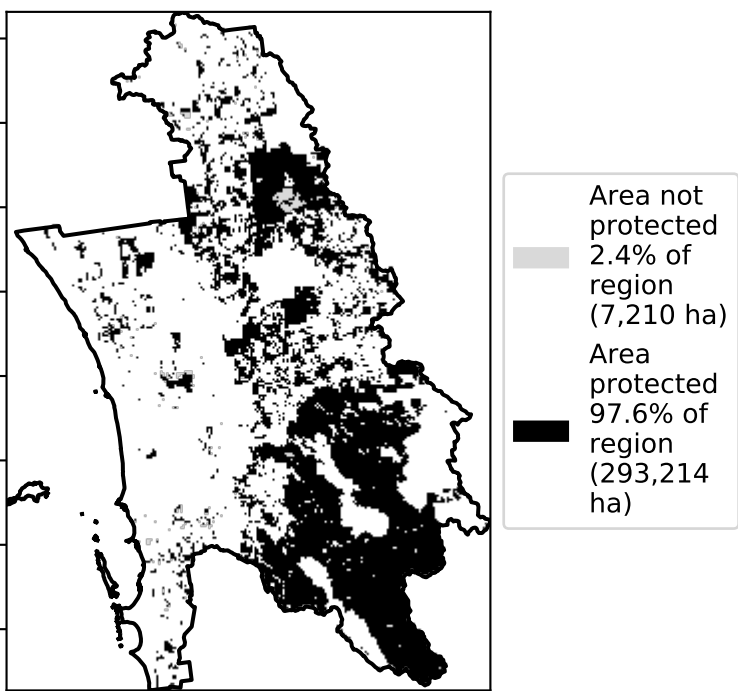 Area not
protected
2.4% of
region
(7,210 ha)
Area
protected
97.6% of
region
(293,214
ha)